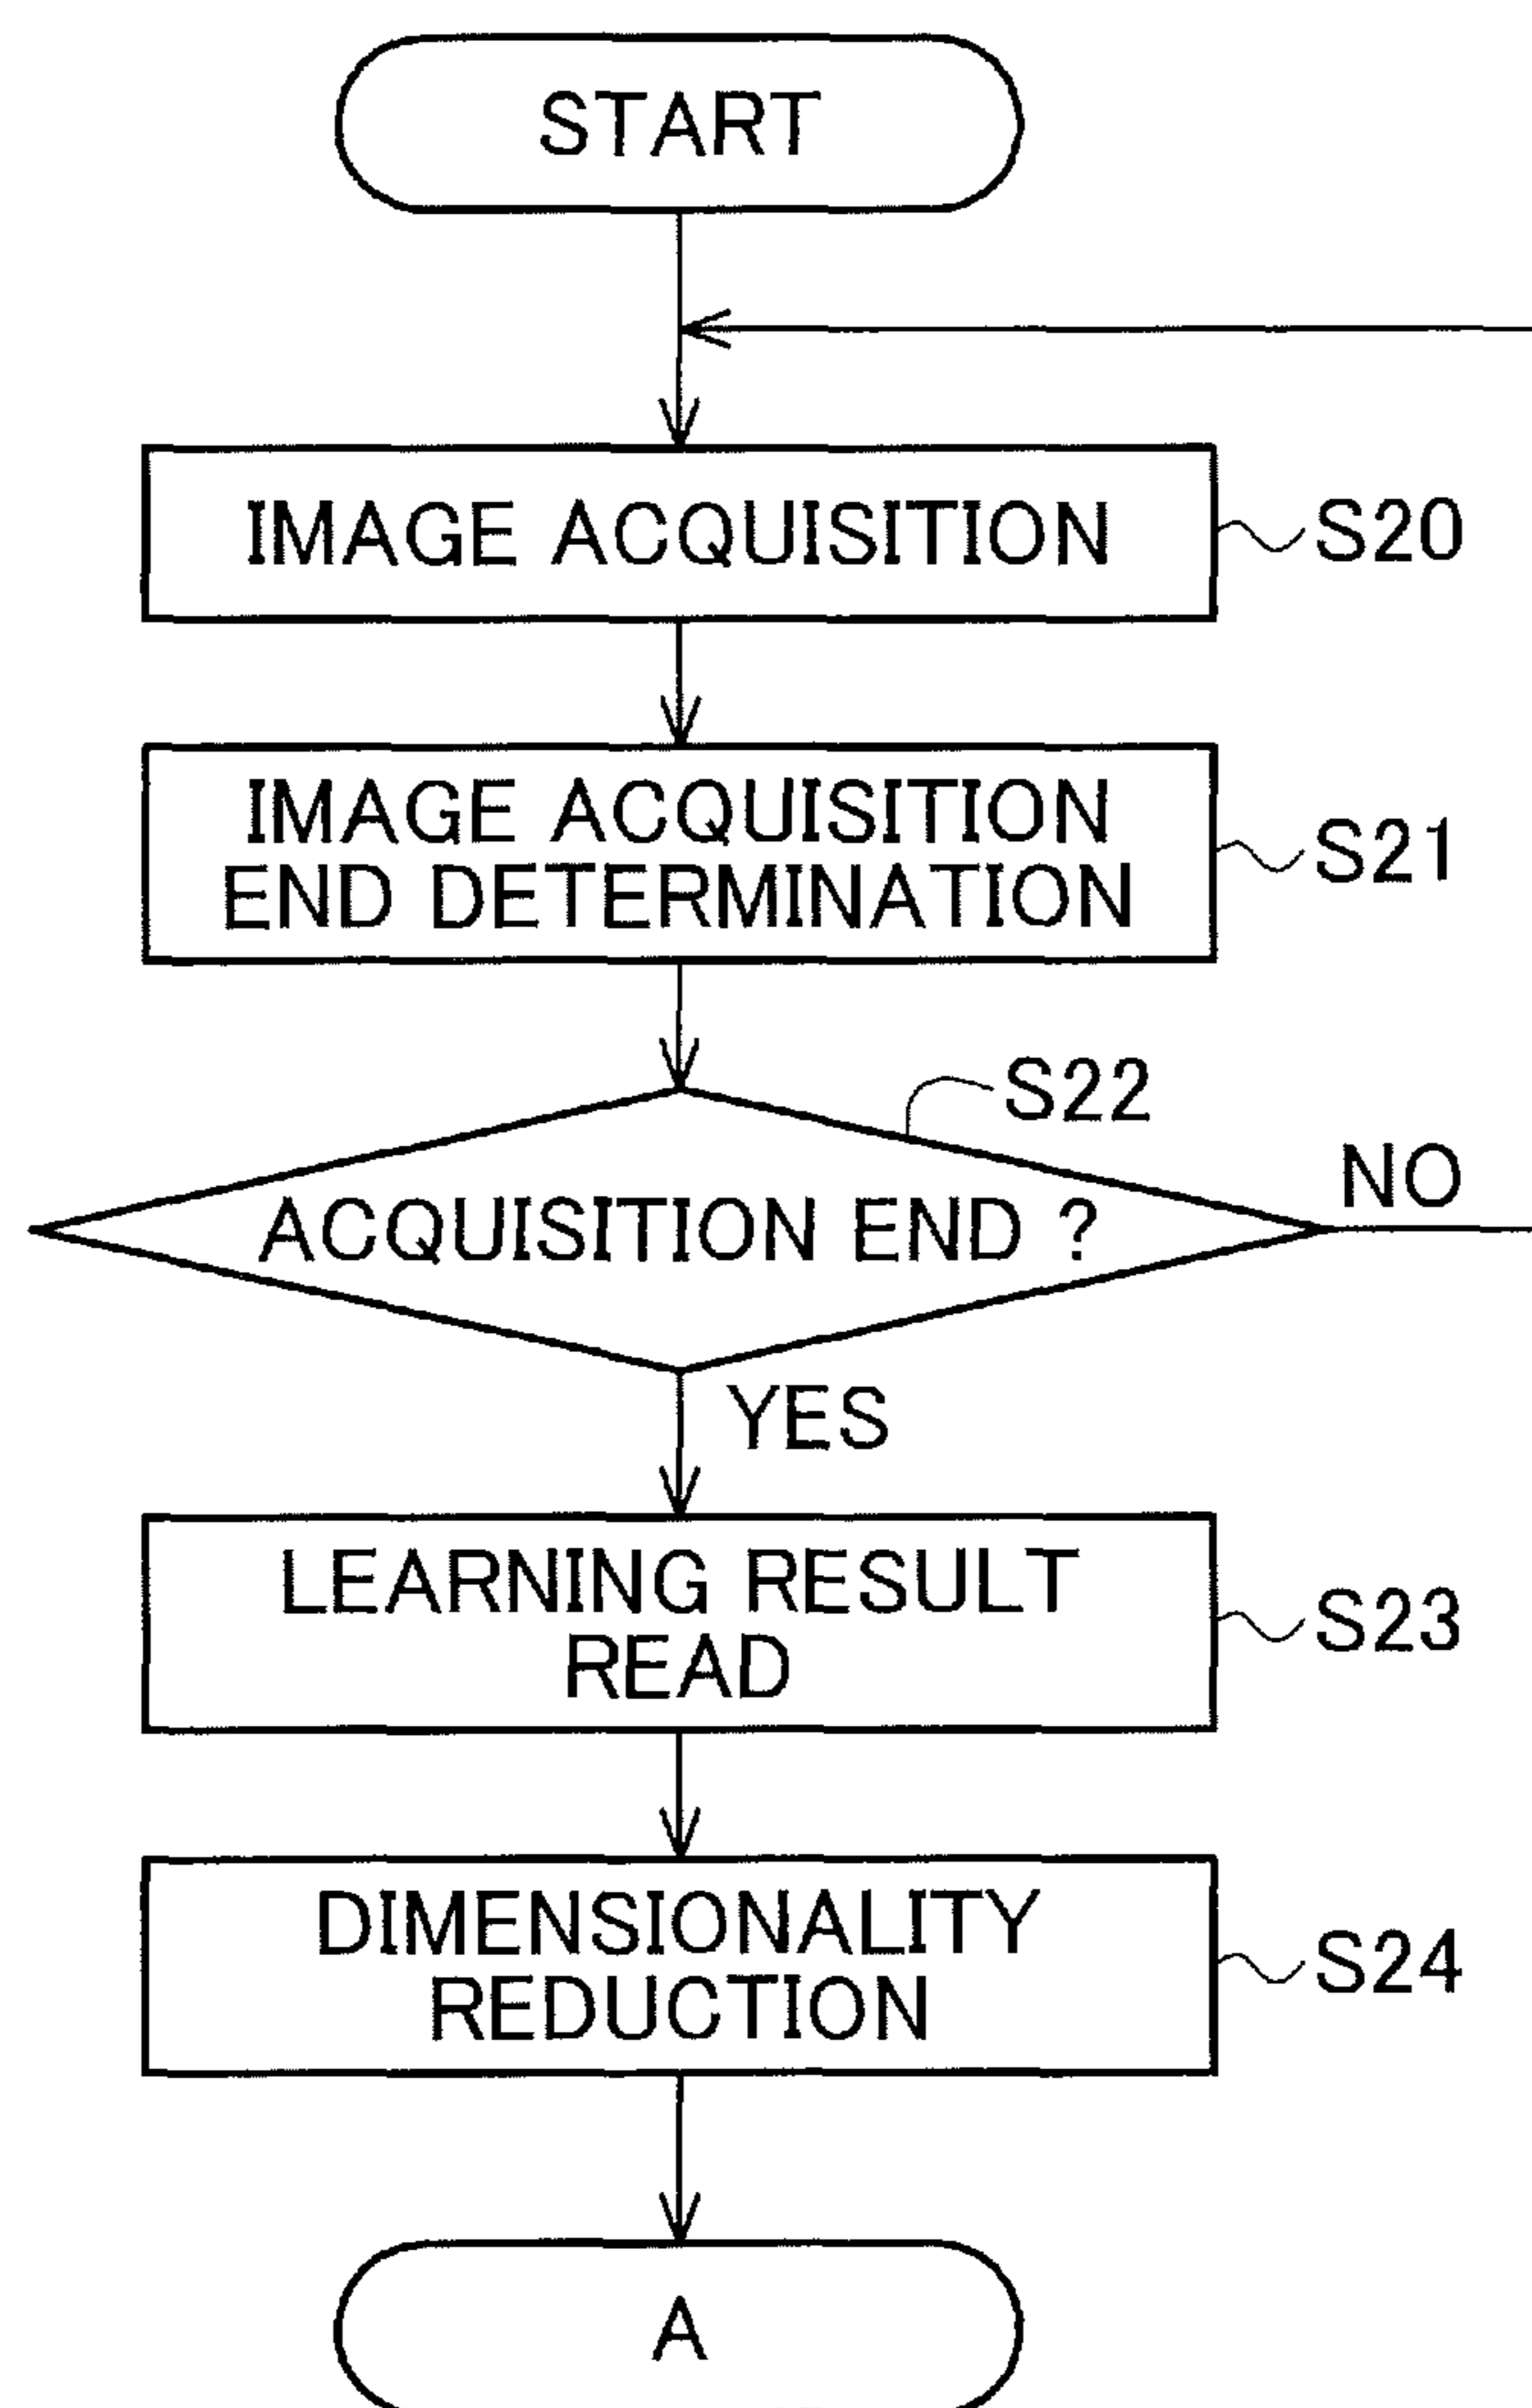 START
IMAGE ACQUISITION
S20
IMAGE ACQUISITION
END DETERMINATION
S21
S22
ACQUISITION END ?
NO
YES
LEARNING RESULT
READ
S23
DIMENSIONALITY
REDUCTION
S24
A